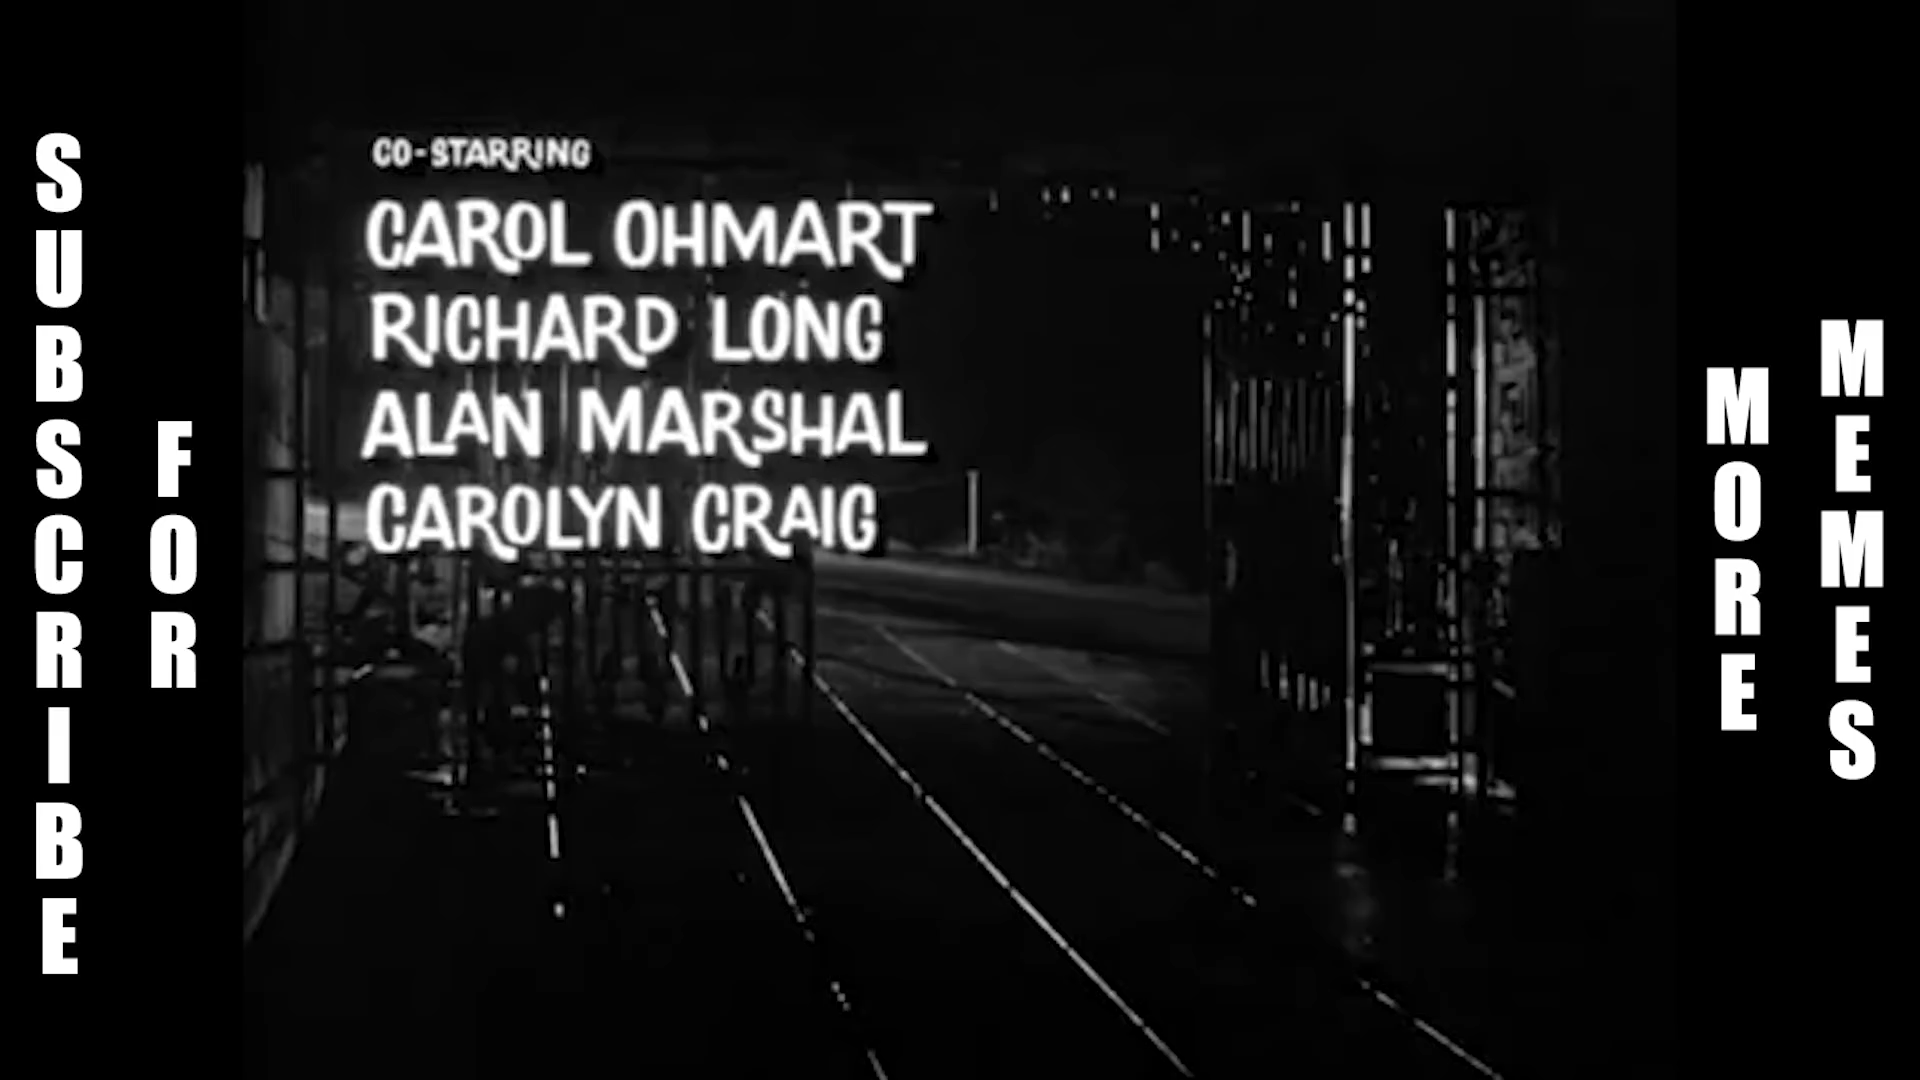 SUBSCRIBE
FOR
CO-STARRING
CAROL OHMART
RICHARD LONG
ALAN MARSHAL
CAROLYN CRAIG
MORE
MEMES